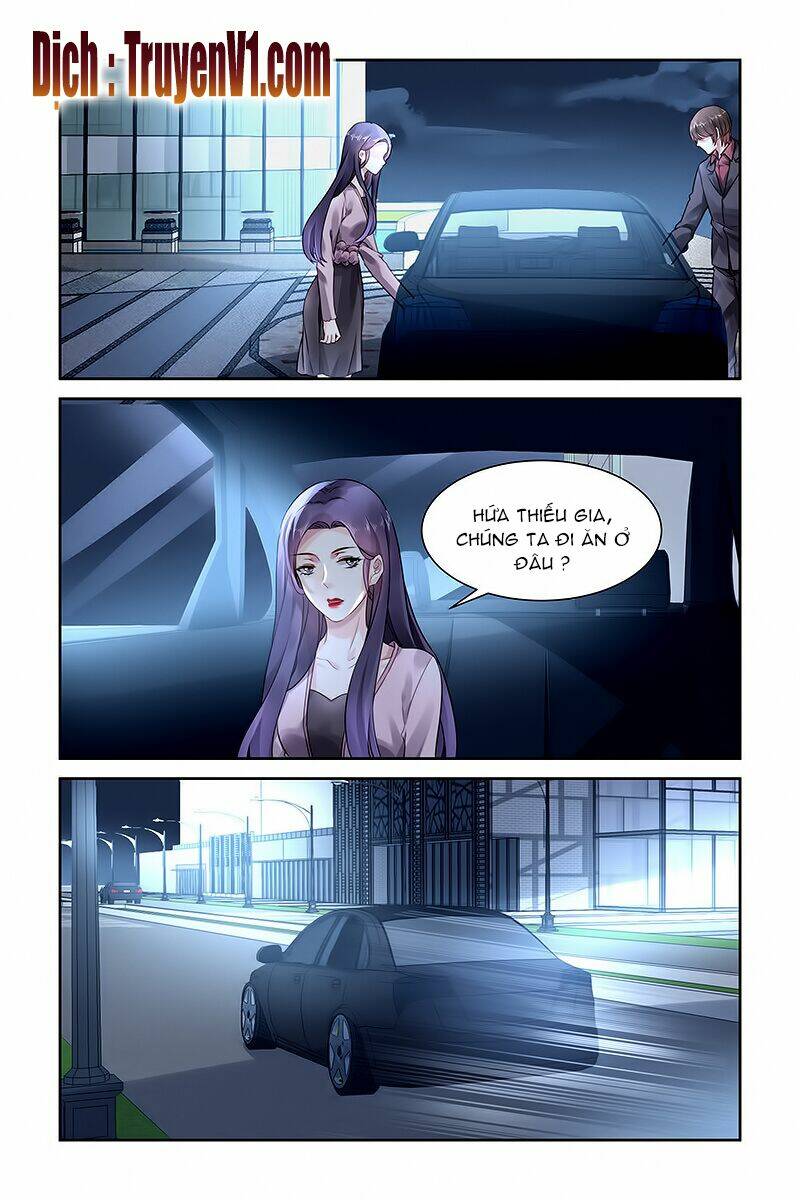 Dịch : TruyenV1.com
HỨA THIẾU GIA,
CHÚNG TA ĐI ĂN Ở
ĐÂU ?